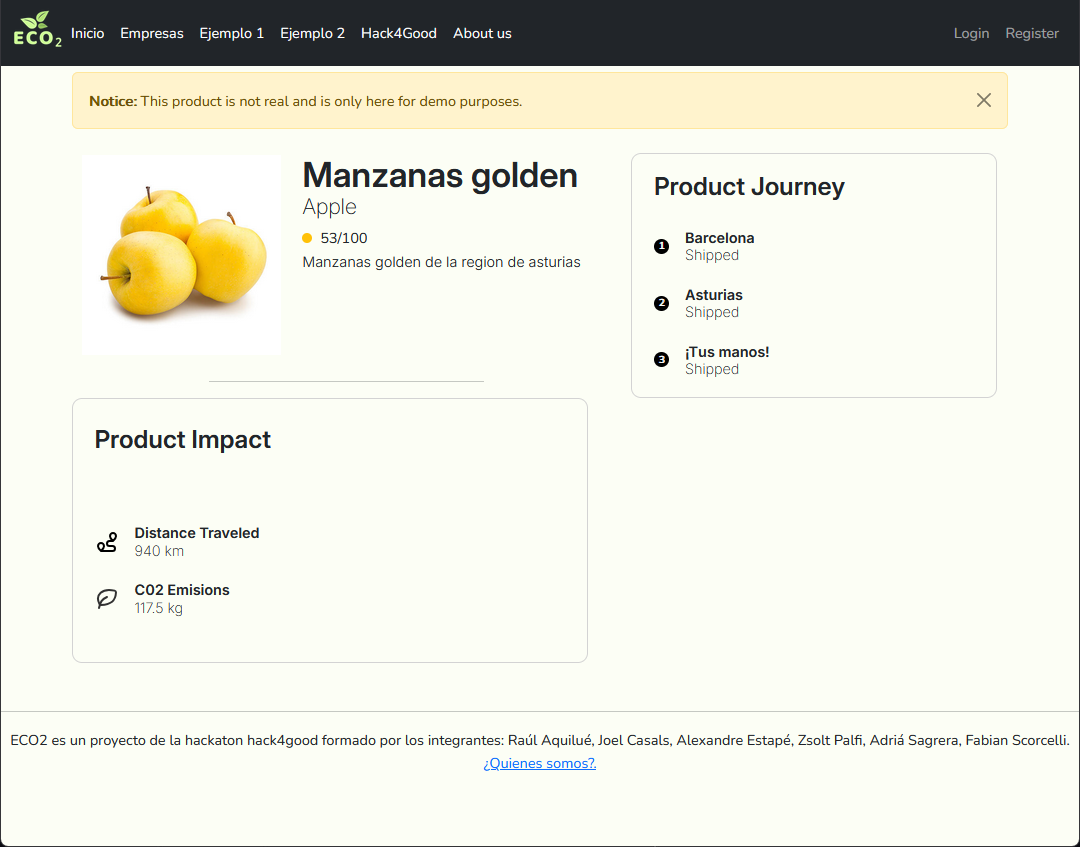 ECO2
Inicio Empresas Ejemplo 1 Ejemplo 2 Hack4Good About us Login Register
Notice: This product is not real and is only here for demo purposes.
Manzanas golden
Apple
53/100
Manzanas golden de la region de asturias
Product Journey
1 Barcelona
Shipped
2 Asturias
Shipped
3 ¡Tus manos!
Shipped
Product Impact
Distance Traveled
940 km
C02 Emisions
117.5 kg
ECO2 es un proyecto de la hackaton hack4good formado por los integrantes: Raúl Aquilué, Joel Casals, Alexandre Estapé, Zsolt Palfi, Adriá Sagrera, Fabian Scorcelli.
¿Quienes somos?.